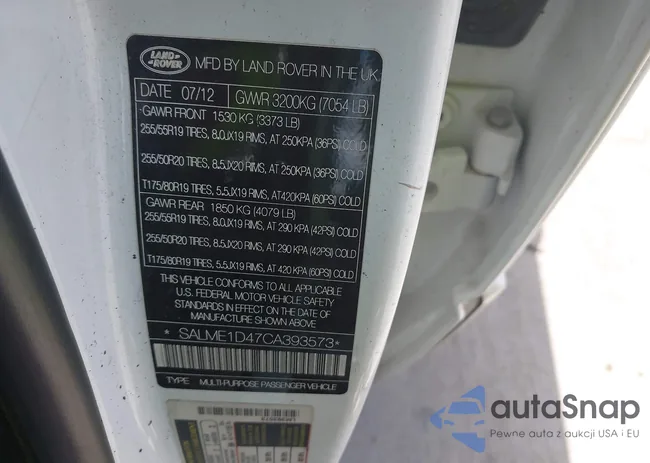 LAND
ROVER
MFD BY LAND ROVER IN THE UK
DATE 07/12 GVWR 3200KG (7054 LB)
GAWR FRONT 1530 KG (3373 LB)
255/55R19 TIRES, 8.0JX19 RIMS, AT 250KPA (36PSI) COLD
255/50R20 TIRES, 8.5JX20 RIMS, AT 250KPA (36PSI) COLD
T175/80R19 TIRES, 5.5JX19 RIMS, AT420KPA (60PSI) COLD
GAWR REAR 1850 KG (4079 LB)
255/55R19 TIRES, 8.0JX19 RIMS, AT 290 KPA (42PSI) COLD
255/50R20 TIRES, 8.5JX20 RIMS, AT 290 KPA (42PSI) COLD
T175/80R19 TIRES, 5.5JX19 RIMS, AT 420 KPA (60PSI) COLD
THIS VEHICLE CONFORMS TO ALL APPLICABLE
U.S. FEDERAL MOTOR VEHICLE SAFETY
STANDARDS IN EFFECT ON THE DATE OF
MANUFACTURE SHOWN ABOVE.
* SALME1D47CA393573*
TYPE MULTI-PURPOSE PASSENGER VEHICLE
autaSnap
Pewne auta z aukcji USA i EU